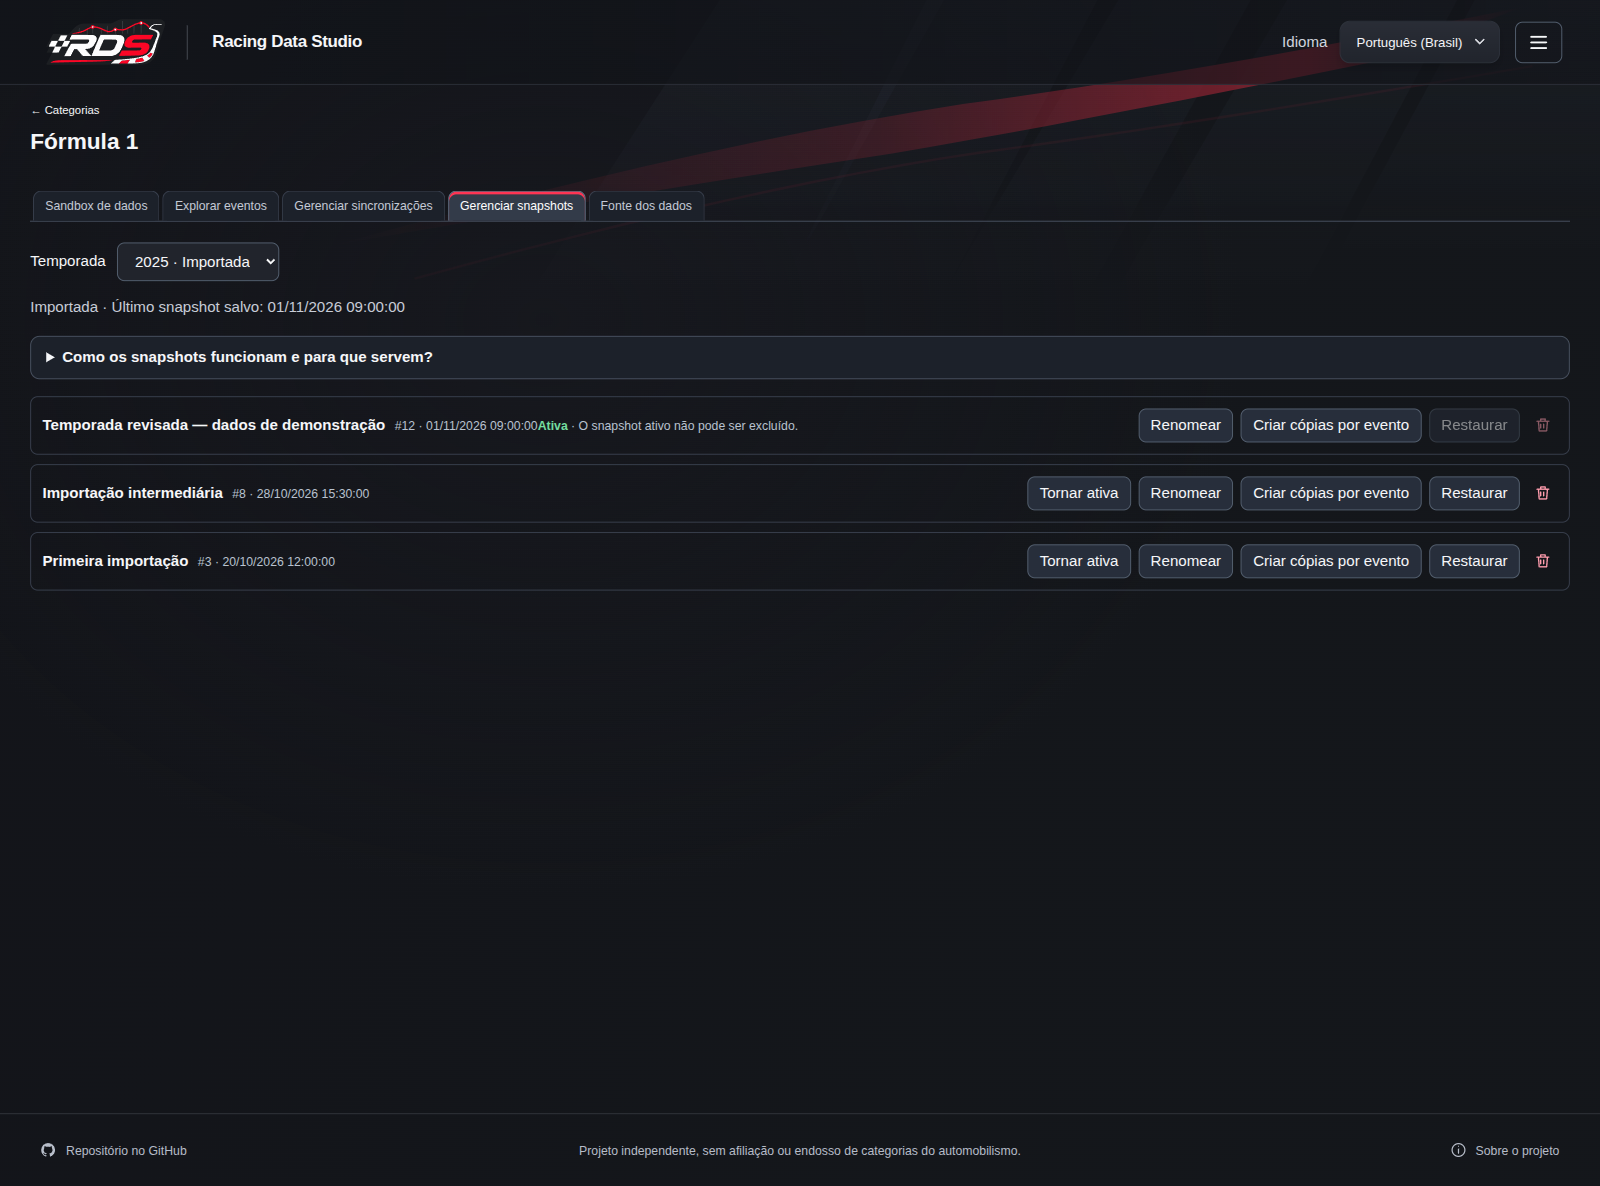 RDS
Racing Data Studio
Idioma
Português (Brasil)
← Categorias
Fórmula 1
Sandbox de dados
Explorar eventos
Gerenciar sincronizações
Gerenciar snapshots
Fonte dos dados
Temporada
2025 · Importada
Importada · Último snapshot salvo: 01/11/2026 09:00:00
Como os snapshots funcionam e para que servem?
Temporada revisada — dados de demonstração #12 · 01/11/2026 09:00:00Ativa · O snapshot ativo não pode ser excluído.
Renomear
Criar cópias por evento
Restaurar
Importação intermediária #8 · 28/10/2026 15:30:00
Tornar ativa
Renomear
Criar cópias por evento
Restaurar
Primeira importação #3 · 20/10/2026 12:00:00
Tornar ativa
Renomear
Criar cópias por evento
Restaurar
Repositório no GitHub
Projeto independente, sem afiliação ou endosso de categorias do automobilismo.
Sobre o projeto